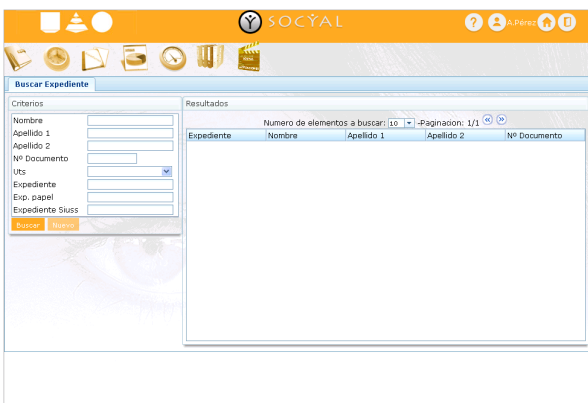 SOCÝAL
? A.Pérez
Buscar Expediente
Criterios
Nombre
Apellido 1
Apellido 2
Nº Documento
Uts
Expediente
Exp. papel
Expediente Siuss
Buscar Nuevo
Resultados
Numero de elementos a buscar: 10 -Paginacion: 1/1
Expediente Nombre Apellido 1 Apellido 2 Nº Documento